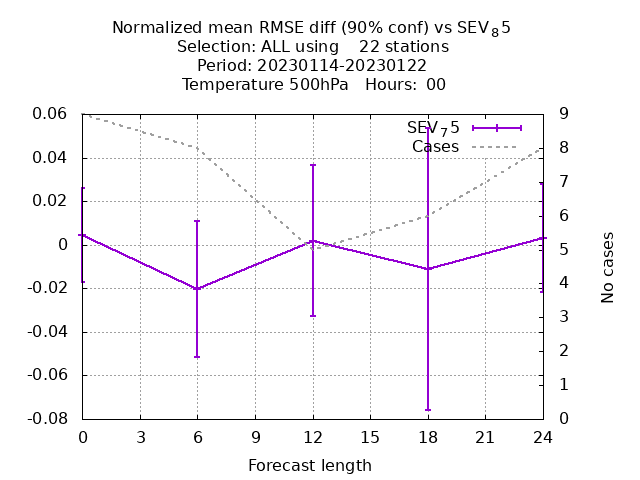 Normalized mean RMSE diff (90% conf) vs SEV₈5
Selection: ALL using    22 stations
Period: 20230114-20230122
Temperature 500hPa   Hours:  00
SEV₇5
Cases
0.06
0.04
0.02
0
-0.02
-0.04
-0.06
-0.08
9
8
7
6
5
4
3
2
1
0
No cases
0 3 6 9 12 15 18 21 24
Forecast length